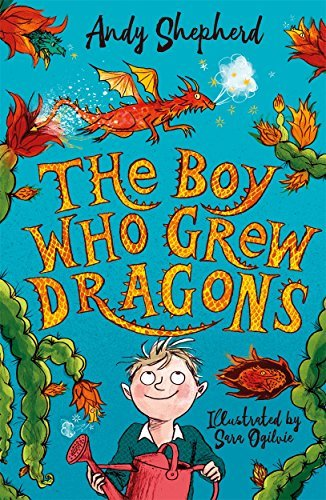 Andy Shepherd
THE BOY
WHO GREW
DRAGONS
Illustrated by
Sara Ogilvie